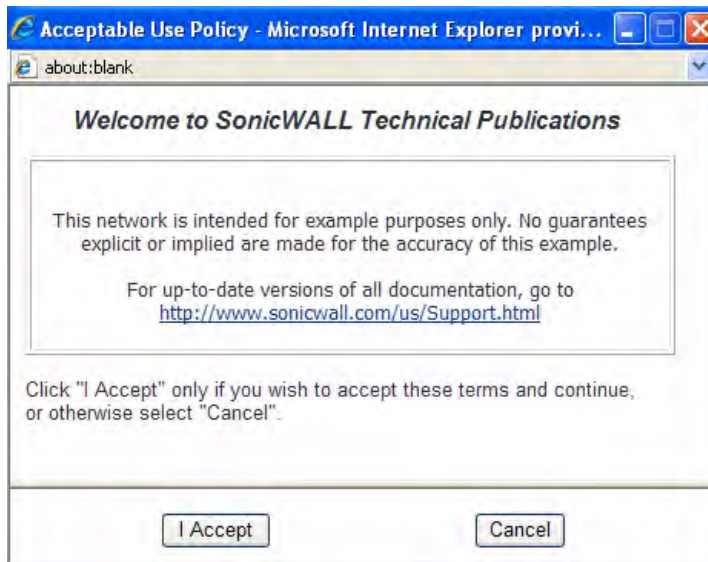 Acceptable Use Policy - Microsoft Internet Explorer provi...
about:blank
Welcome to SonicWALL Technical Publications
This network is intended for example purposes only. No guarantees
explicit or implied are made for the accuracy of this example.
For up-to-date versions of all documentation, go to
http://www.sonicwall.com/us/Support.html
Click "I Accept" only if you wish to accept these terms and continue,
or otherwise select "Cancel".
I Accept
Cancel